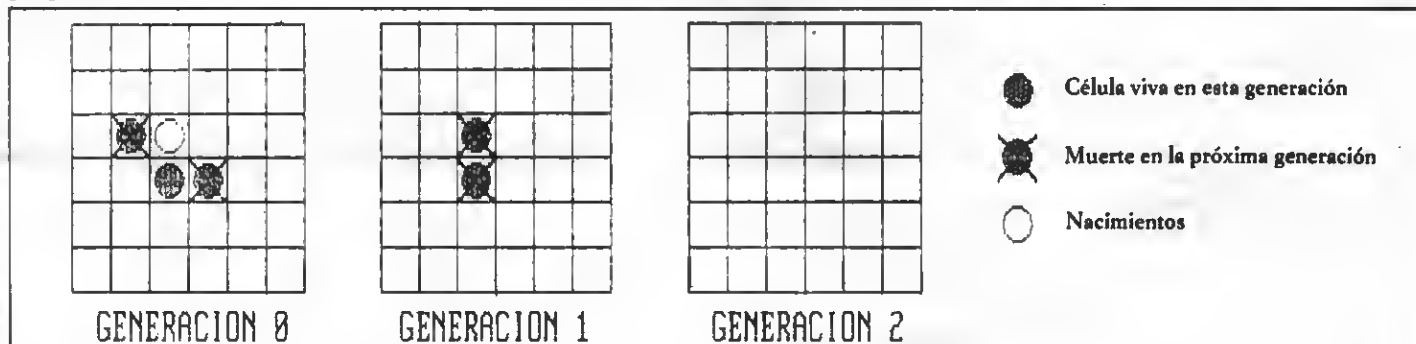 Célula viva en esta generación
Muerte en la próxima generación
Nacimientos
GENERACION 0
GENERACION 1
GENERACION 2